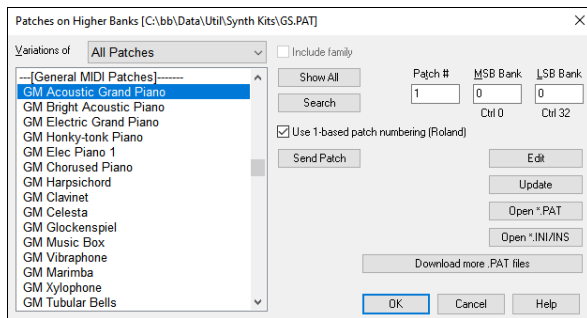 Patches on Higher Banks [C:\bb\Data\Util\Synth Kits\GS.PAT]
Variations of All Patches
Include family
---[General MIDI Patches]-------
GM Acoustic Grand Piano
GM Bright Acoustic Piano
GM Electric Grand Piano
GM Honky-tonk Piano
GM Elec Piano 1
GM Chorused Piano
GM Harpsichord
GM Clavinet
GM Celesta
GM Glockenspiel
GM Music Box
GM Vibraphone
GM Marimba
GM Xylophone
GM Tubular Bells
Show All
Search
Patch # MSB Bank LSB Bank
1 0 0
Ctrl 0 Ctrl 32
Use 1-based patch numbering (Roland)
Send Patch
Edit
Update
Open *.PAT
Open *.INI/INS
Download more .PAT files
OK Cancel Help